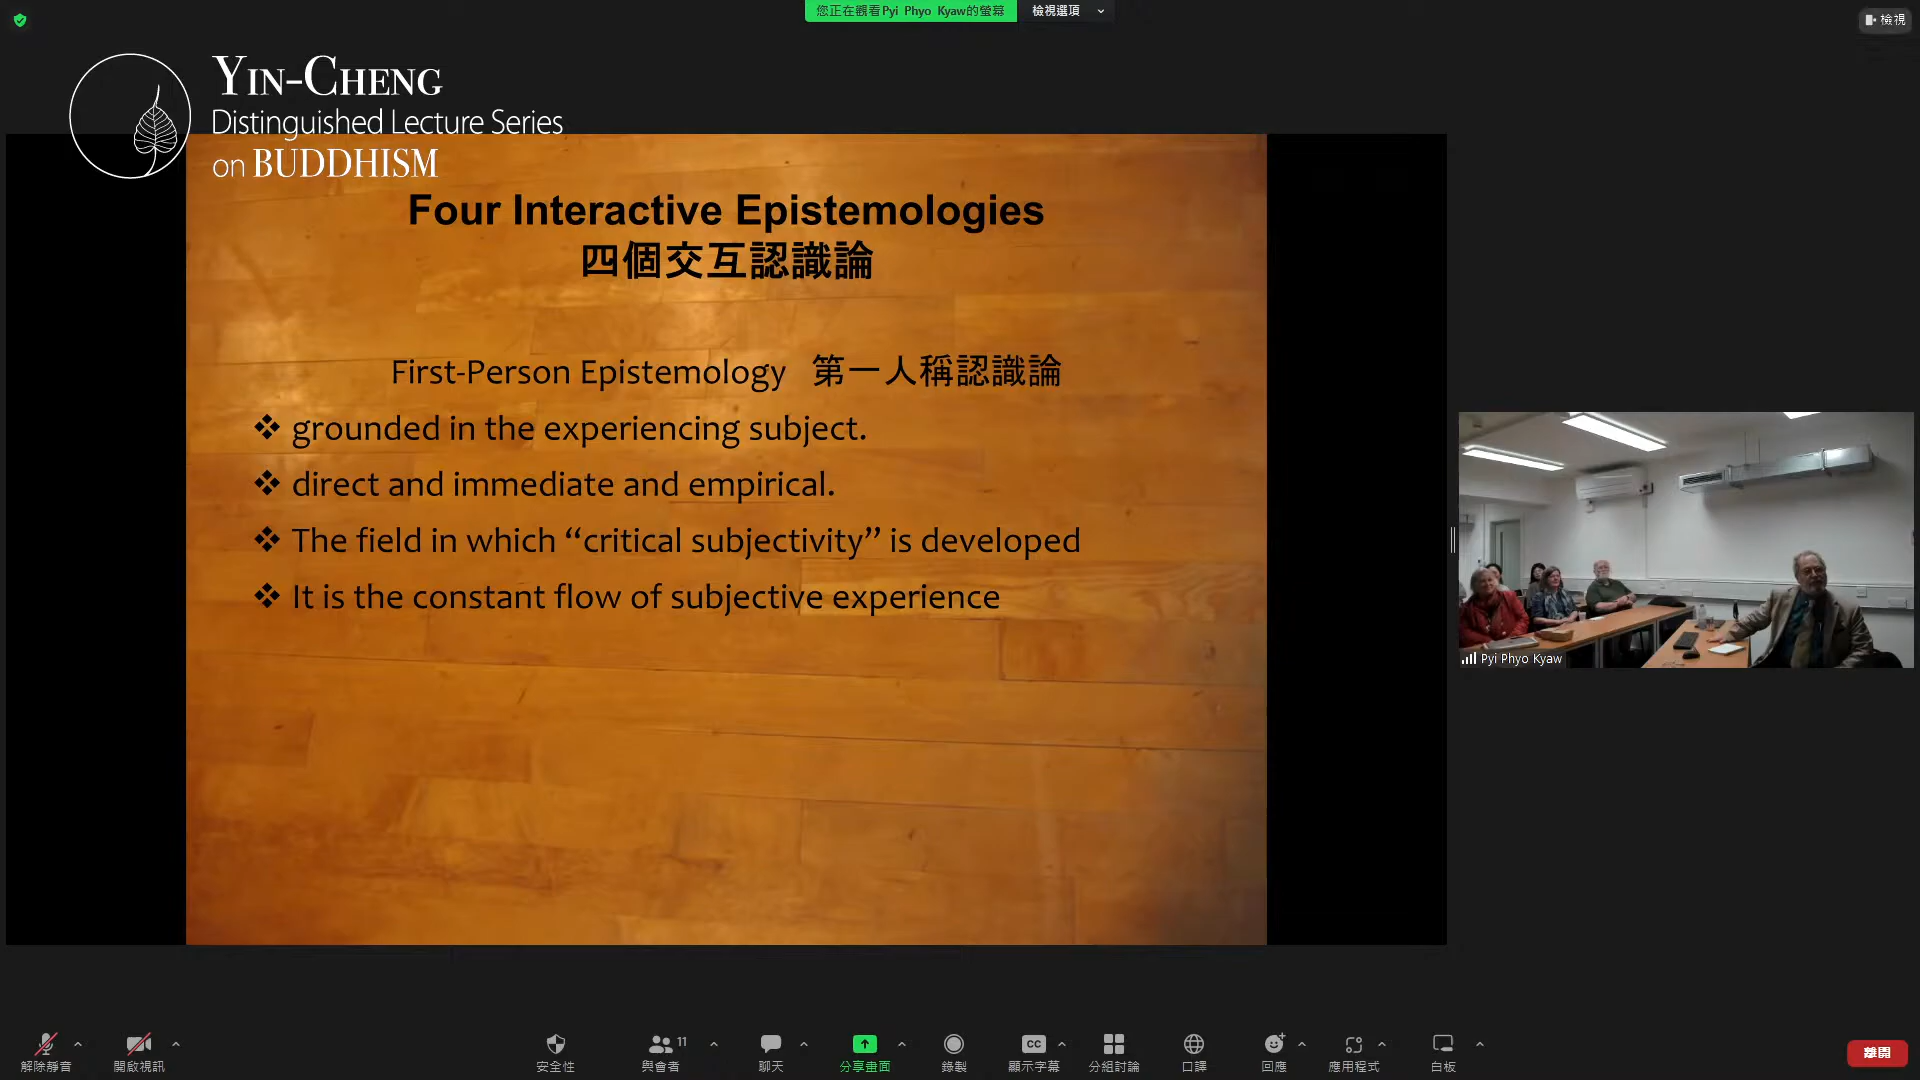 您正在觀看Pyi Phyo Kyaw的螢幕
檢視選項
檢視
YIN-CHENG
Distinguished Lecture Series
on BUDDHISM
Four Interactive Epistemologies
四個交互認識論
First-Person Epistemology 第一人稱認識論
❖ grounded in the experiencing subject.
❖ direct and immediate and empirical.
❖ The field in which “critical subjectivity” is developed
❖ It is the constant flow of subjective experience
Pyi Phyo Kyaw
解除靜音
開啟視訊
安全性
11
與會者
聊天
分享畫面
錄製
CC
顯示字幕
分組討論
口譯
回應
應用程式
白板
離開